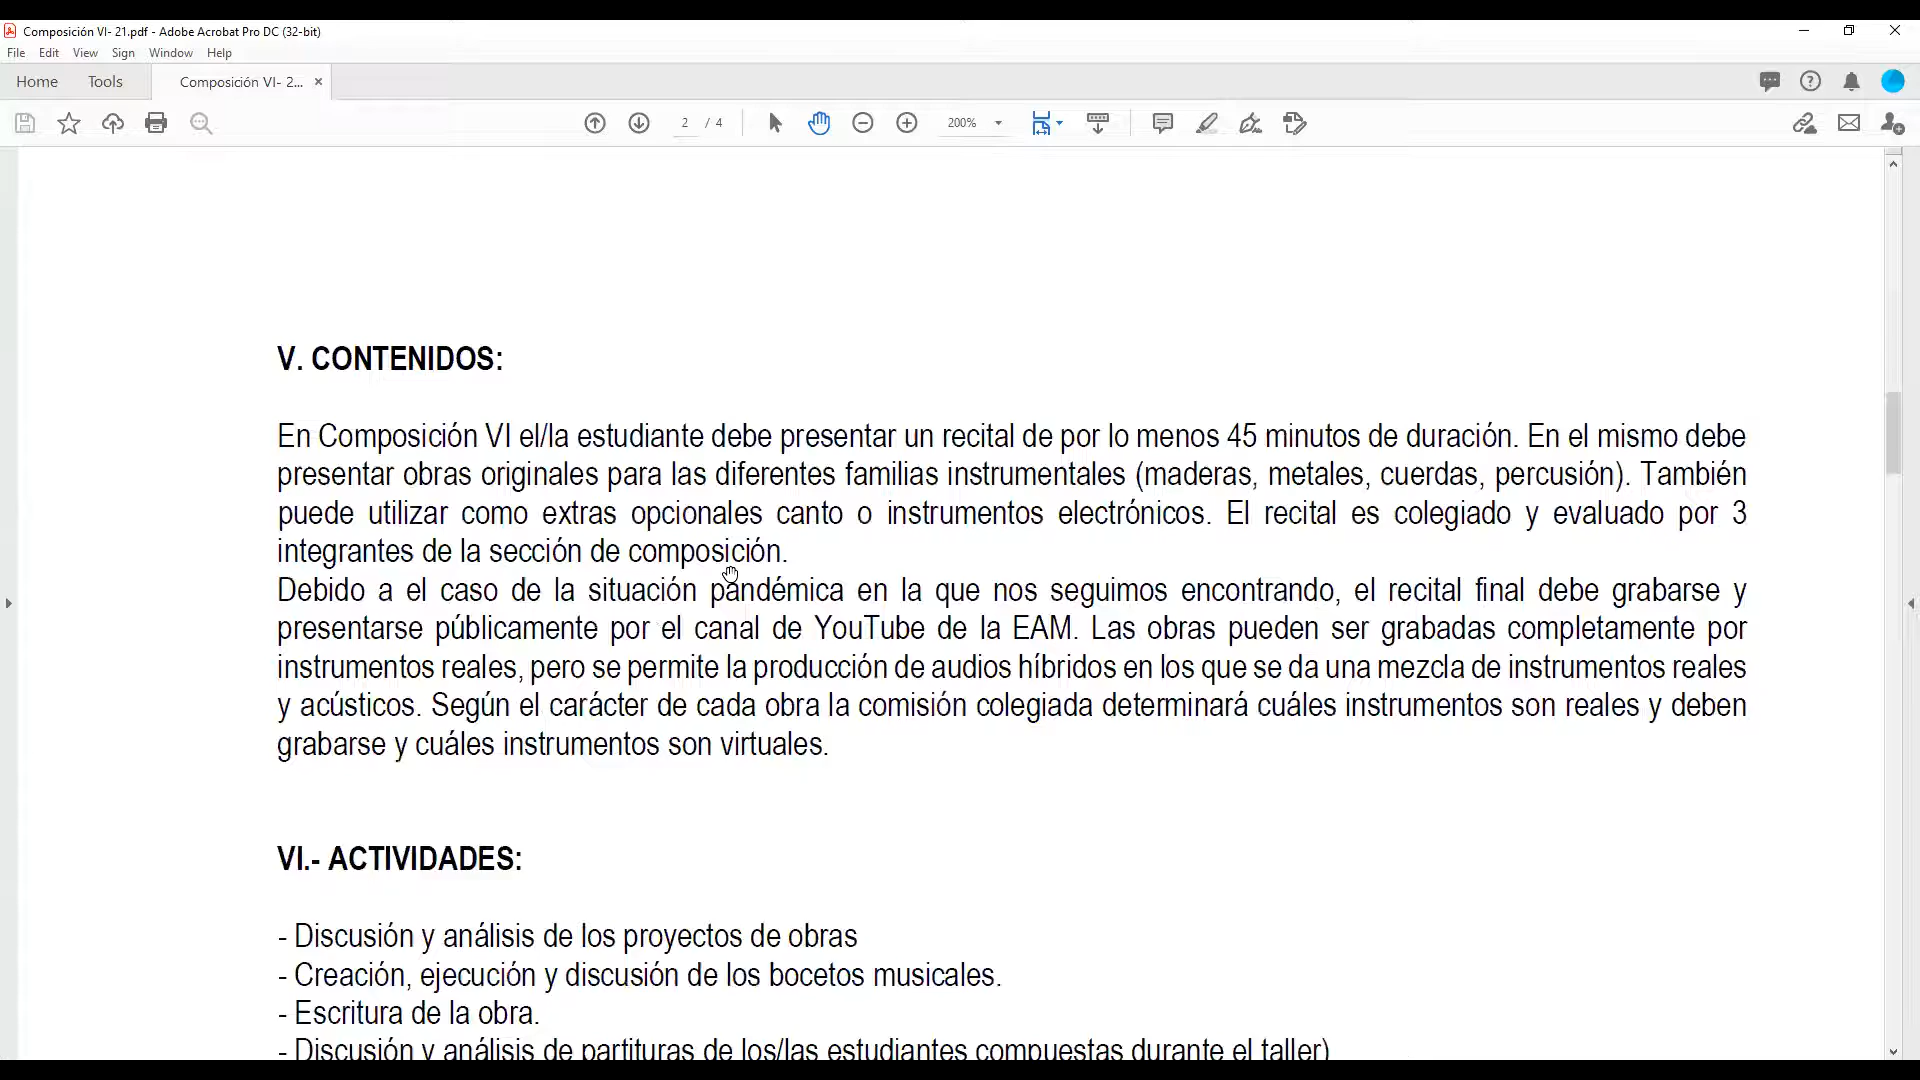 Composición VI- 21.pdf - Adobe Acrobat Pro DC (32-bit)
File Edit View Sign Window Help
Home Tools Composición VI- 2... ×
2 / 4 200%
V. CONTENIDOS:
En Composición VI el/la estudiante debe presentar un recital de por lo menos 45 minutos de duración. En el mismo debe
presentar obras originales para las diferentes familias instrumentales (maderas, metales, cuerdas, percusión). También
puede utilizar como extras opcionales canto o instrumentos electrónicos. El recital es colegiado y evaluado por 3
integrantes de la sección de composición.
Debido a el caso de la situación pandémica en la que nos seguimos encontrando, el recital final debe grabarse y
presentarse públicamente por el canal de YouTube de la EAM. Las obras pueden ser grabadas completamente por
instrumentos reales, pero se permite la producción de audios híbridos en los que se da una mezcla de instrumentos reales
y acústicos. Según el carácter de cada obra la comisión colegiada determinará cuáles instrumentos son reales y deben
grabarse y cuáles instrumentos son virtuales.
VI.- ACTIVIDADES:
- Discusión y análisis de los proyectos de obras
- Creación, ejecución y discusión de los bocetos musicales.
- Escritura de la obra.
- Discusión y análisis de partituras de los/las estudiantes compuestas durante el taller)